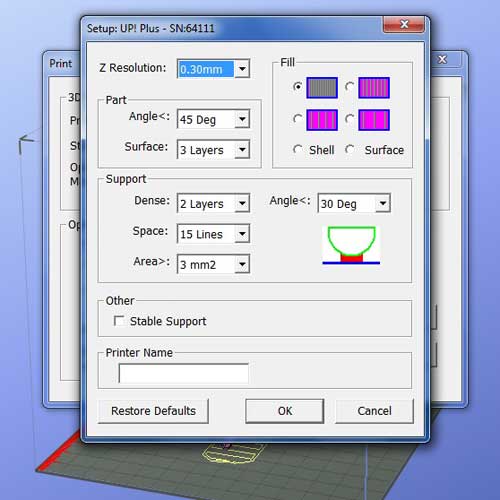 Setup: UP! Plus - SN:64111
Print
Z Resolution: 0.30mm
Fill
Part
Angle<: 45 Deg
Surface: 3 Layers
Shell Surface
Support
Dense: 2 Layers Angle<: 30 Deg
Space: 15 Lines
Area>: 3 mm2
Other
Stable Support
Printer Name
Restore Defaults OK Cancel
3D
Pr
St
Op
M
Op